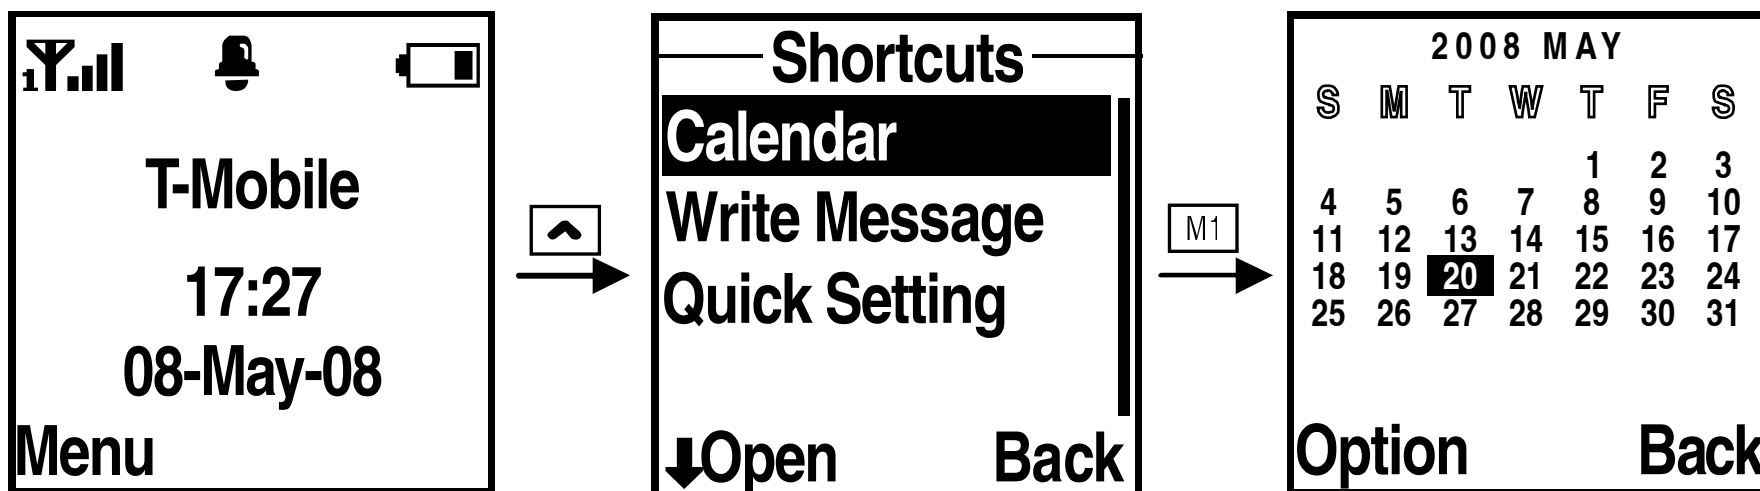 1
T-Mobile
17:27
08-May-08
Menu
Shortcuts
Calendar
Write Message
Quick Setting
Open Back
M1
2008 MAY
S M T W T F S
1 2 3
4 5 6 7 8 9 10
11 12 13 14 15 16 17
18 19 20 21 22 23 24
25 26 27 28 29 30 31
Option Back